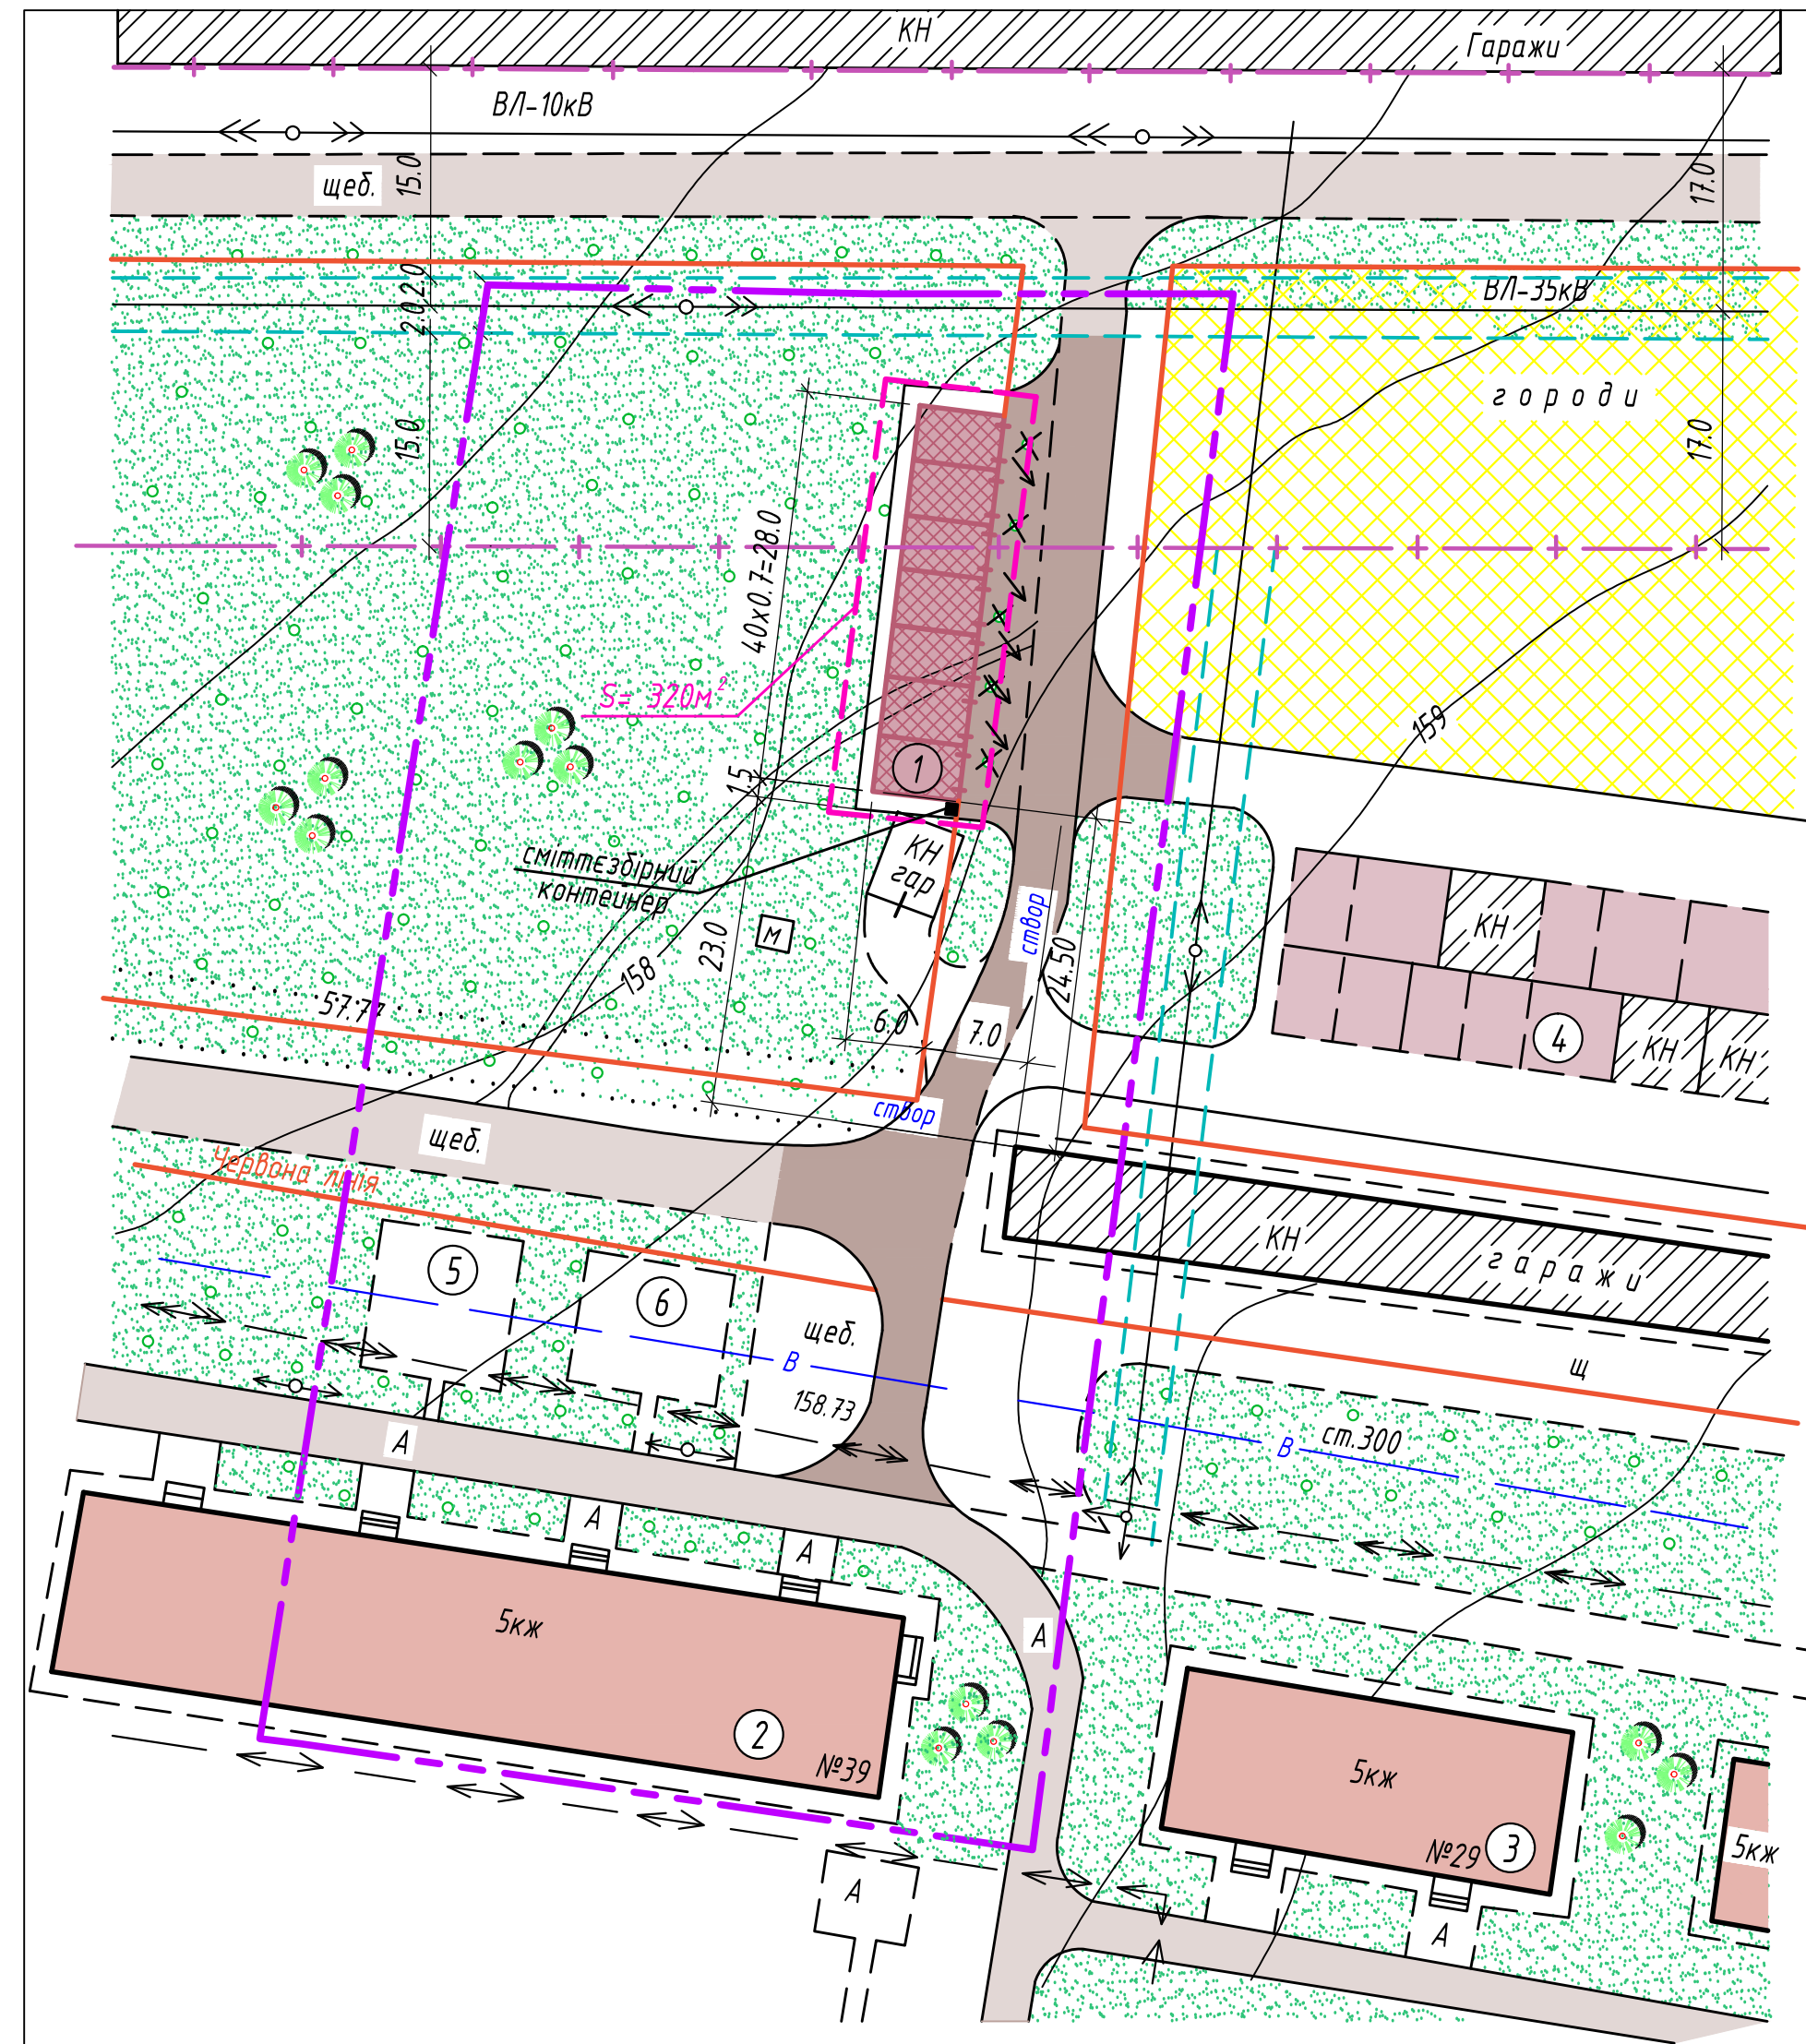 КН
Гаражи
ВЛ-10кВ
щеб.
15.0
17.0
2.0
2.0
ВЛ-35кВ
городи
15.0
17.0
40х0.7=28.0
S= 320м²
159
1.5
1
сміттєзбірний
контейнер
КН
гар
КН
створ
м
23.0
24.50
158
57.77
6.0
7.0
4
КН
КН
створ
щеб.
Червона лінія
КН
гаражи
5
6
щеб.
В
158.73
Щ
ст.300
В
А
А
А
5кж
А
2
№39
5кж
№29
3
5кж
А
А